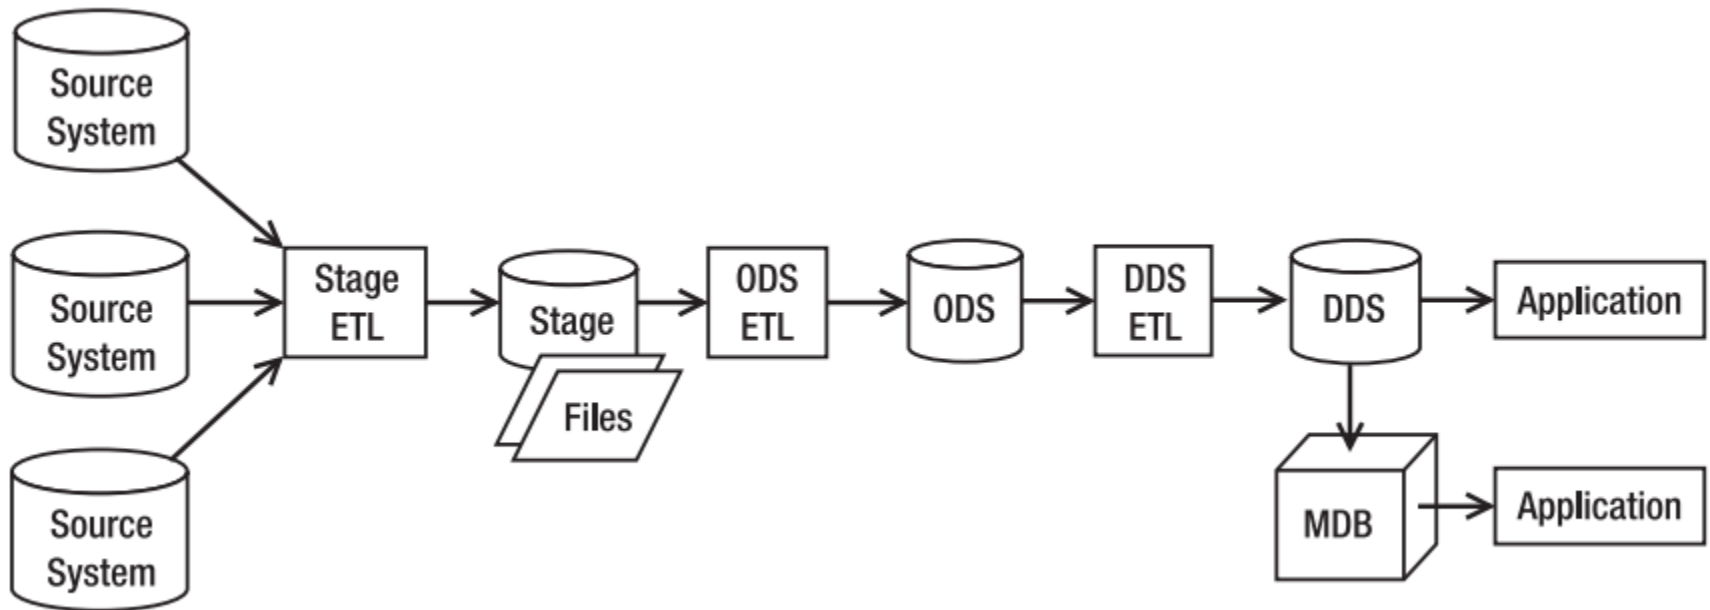 Source
System
Source
System
Source
System
Stage
ETL
Stage
Files
ODS
ETL
ODS
DDS
ETL
DDS
Application
MDB
Application